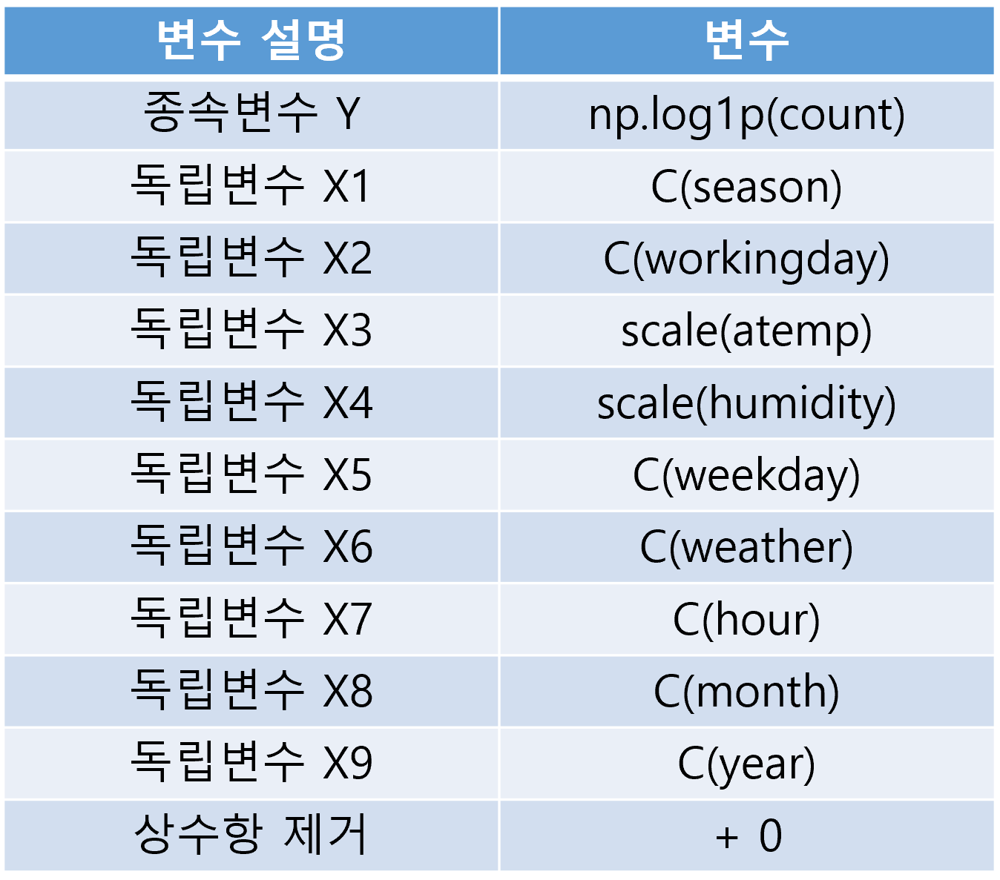 변수 설명 변수
종속변수 Y np.log1p(count)
독립변수 X1 C(season)
독립변수 X2 C(workingday)
독립변수 X3 scale(atemp)
독립변수 X4 scale(humidity)
독립변수 X5 C(weekday)
독립변수 X6 C(weather)
독립변수 X7 C(hour)
독립변수 X8 C(month)
독립변수 X9 C(year)
상수항 제거 + 0